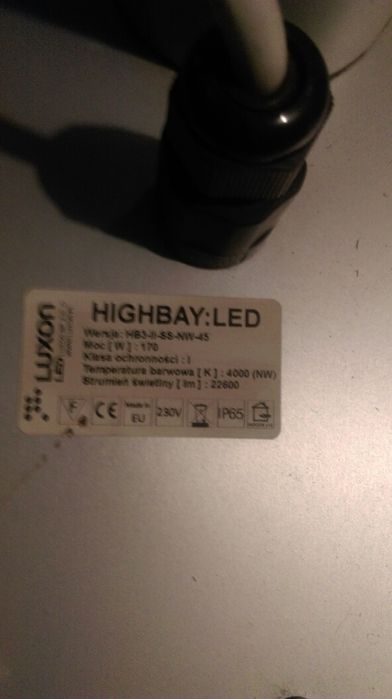 LUXON
LED
HIGHBAY:LED
Wersja: HB3-II-SS-NW-45
Moc [ W ] : 170
Klasa ochronności : I
Temperatura barwowa [ K ] : 4000 (NW)
Strumień świetlny [ lm ] : 22600
F
CE
Made in
EU
230V
IP65